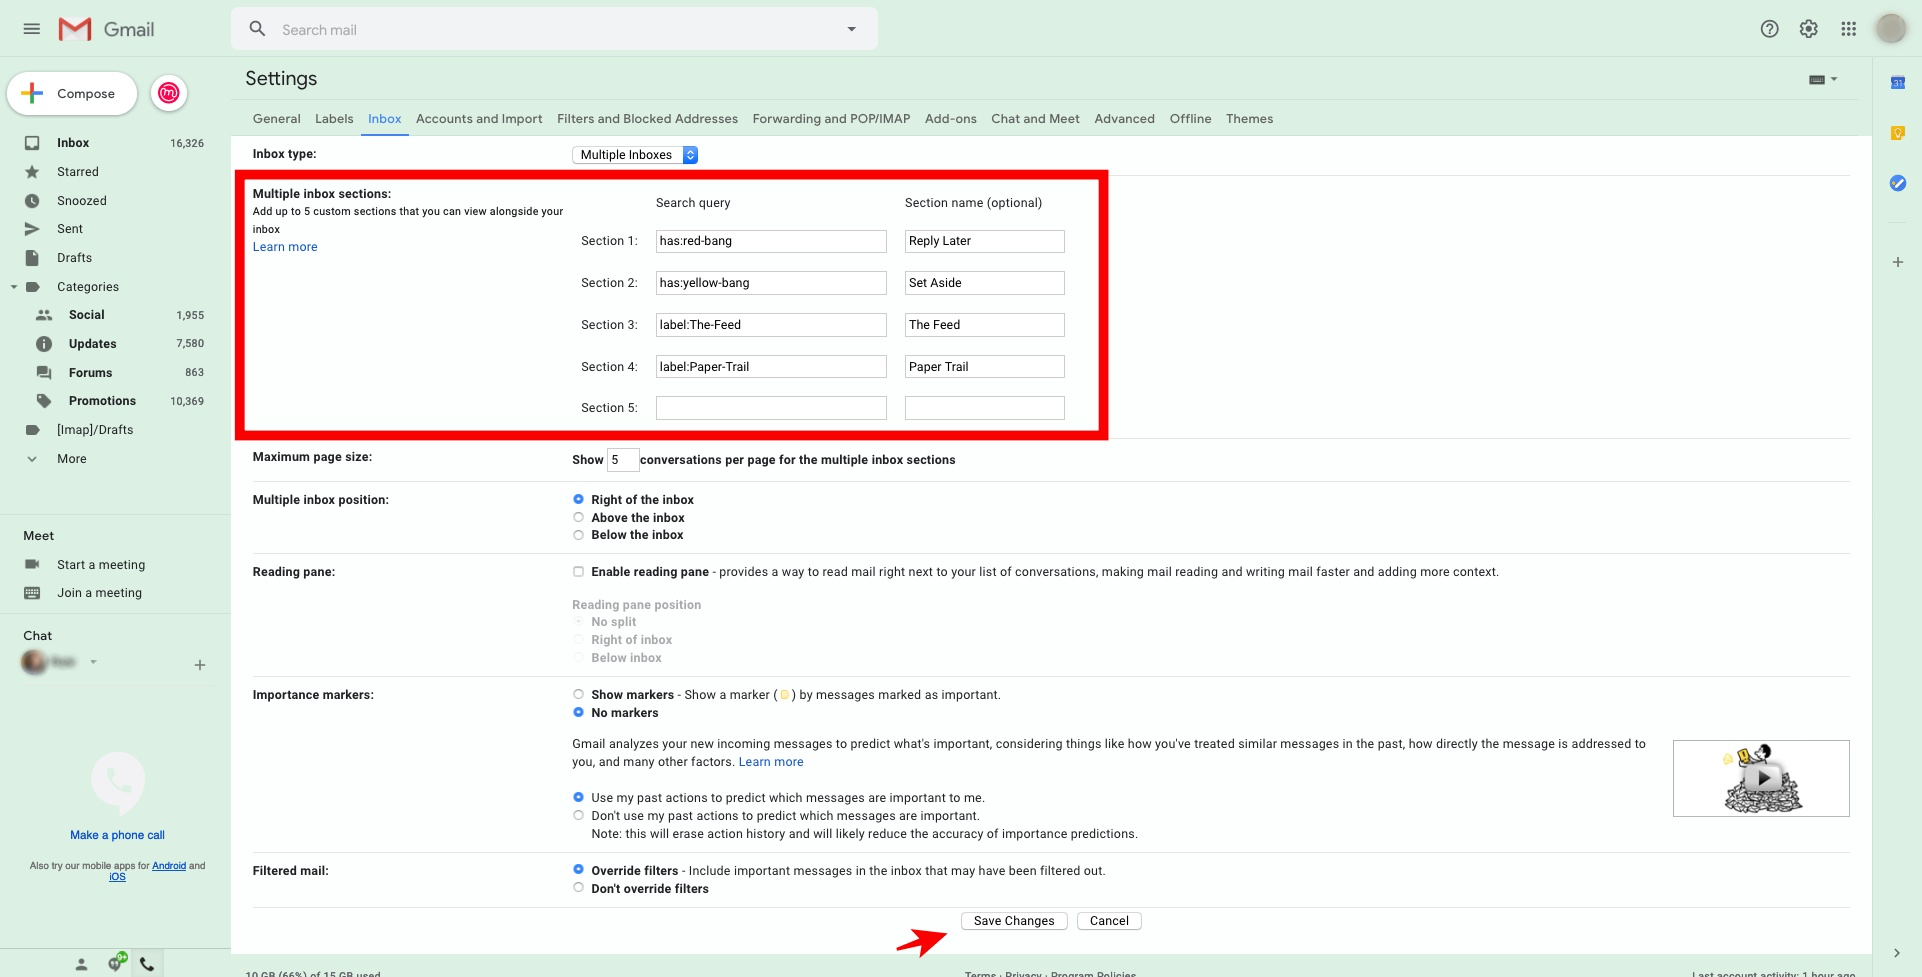 Gmail
Search mail
Compose
Settings
General Labels Inbox Accounts and Import Filters and Blocked Addresses Forwarding and POP/IMAP Add-ons Chat and Meet Advanced Offline Themes
Inbox 16,326
Starred
Snoozed
Sent
Drafts
Categories
Social 1,955
Updates 7,580
Forums 863
Promotions 10,369
[Imap]/Drafts
More
Meet
Start a meeting
Join a meeting
Chat
Make a phone call
Also try our mobile apps for Android and
iOS
9+
Inbox type: Multiple Inboxes
Multiple inbox sections:
Add up to 5 custom sections that you can view alongside your
inbox
Learn more
Search query Section name (optional)
Section 1: has:red-bang Reply Later
Section 2: has:yellow-bang Set Aside
Section 3: label:The-Feed The Feed
Section 4: label:Paper-Trail Paper Trail
Section 5:
Maximum page size: Show 5 conversations per page for the multiple inbox sections
Multiple inbox position: Right of the inbox
Above the inbox
Below the inbox
Reading pane: Enable reading pane - provides a way to read mail right next to your list of conversations, making mail reading and writing mail faster and adding more context.
Reading pane position
No split
Right of inbox
Below inbox
Importance markers: Show markers - Show a marker ( ) by messages marked as important.
No markers
Gmail analyzes your new incoming messages to predict what's important, considering things like how you've treated similar messages in the past, how directly the message is addressed to
you, and many other factors. Learn more
Use my past actions to predict which messages are important to me.
Don't use my past actions to predict which messages are important.
Note: this will erase action history and will likely reduce the accuracy of importance predictions.
Filtered mail: Override filters - Include important messages in the inbox that may have been filtered out.
Don't override filters
Save Changes Cancel
10 GB (66%) of 15 GB used Terms · Privacy · Program Policies Last account activity: 1 hour ago
31